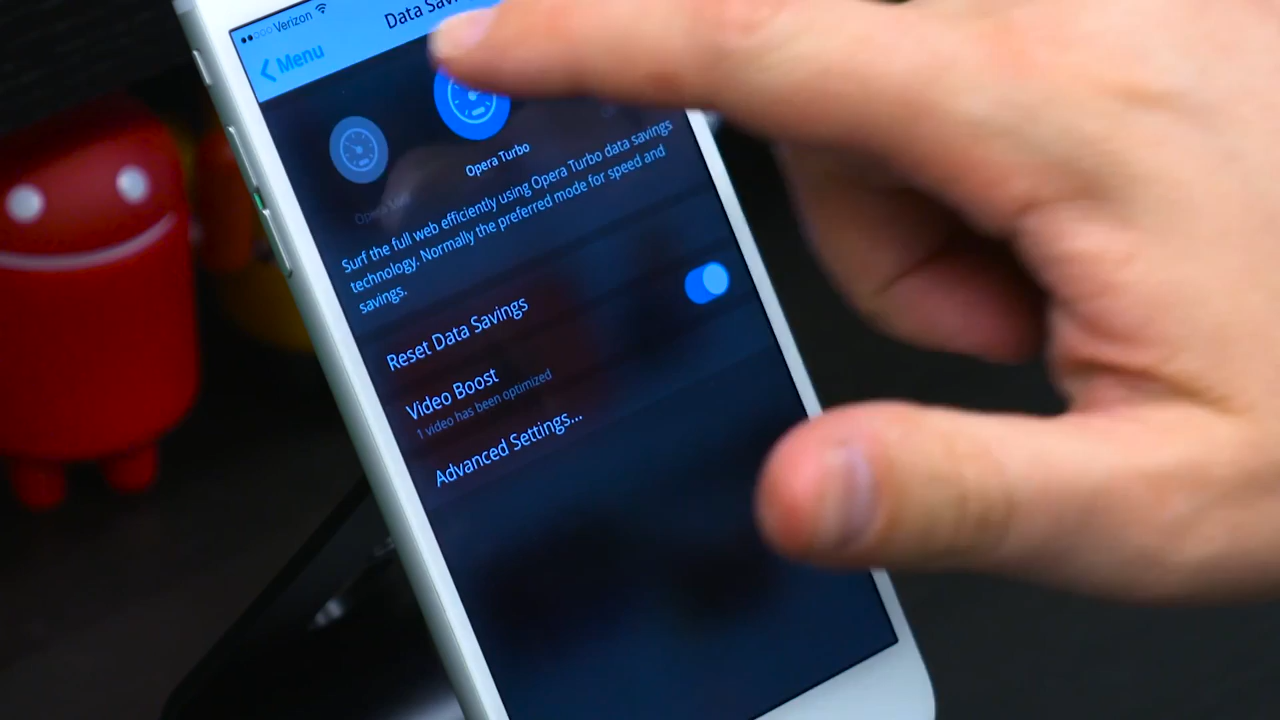 Verizon
Data
Menu
Opera Turbo
Surf the full web efficiently using Opera Turbo data savings
technology. Normally the preferred mode for speed and
savings.
Reset Data Savings
Video Boost
1 video has been optimized
Advanced Settings...